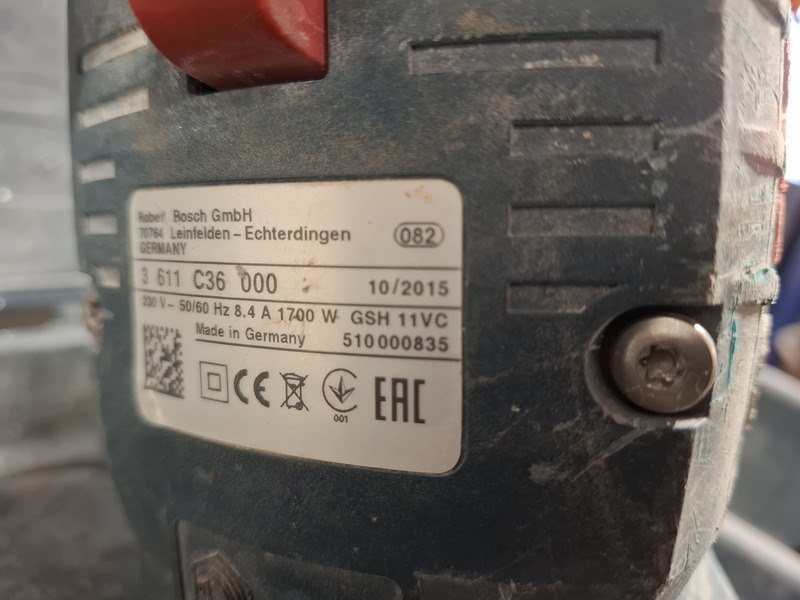 Robert Bosch GmbH
70764 Leinfelden – Echterdingen
GERMANY
082
3 611 C36 000
10/2015
230 V ~ 50/60 Hz 8.4 A 1700 W GSH 11VC
Made in Germany 510000835
CE
001
EAC